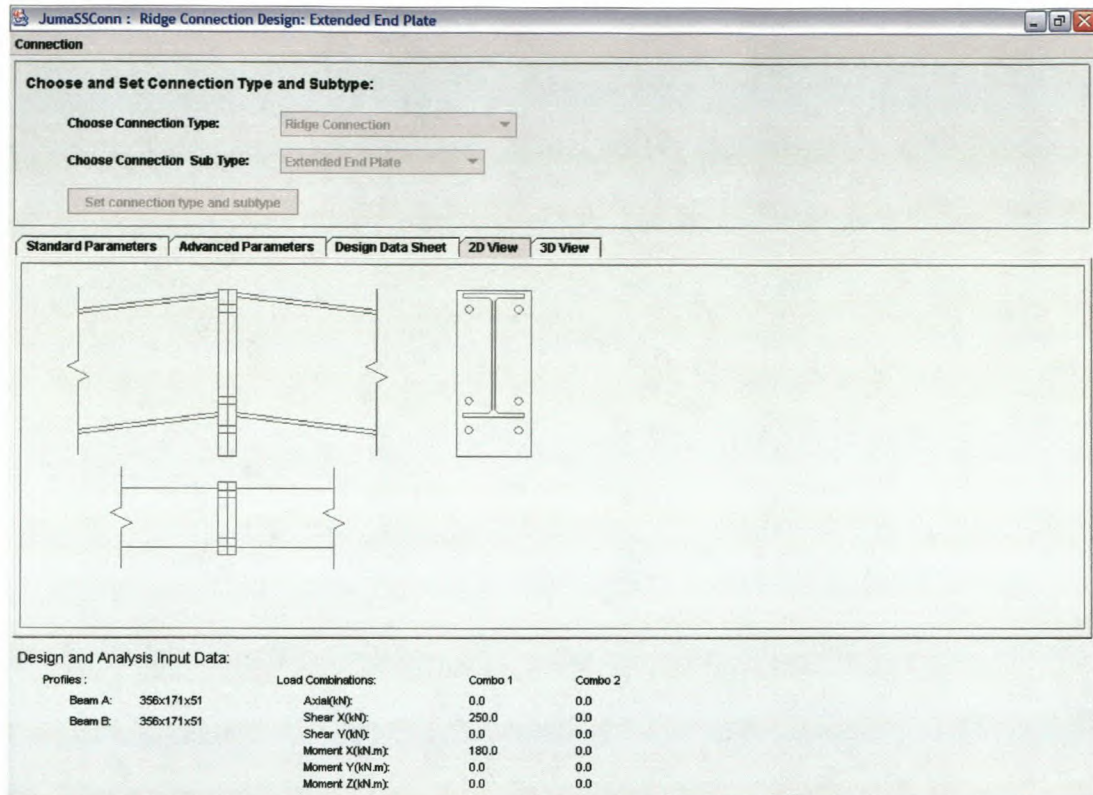 JumaSSConn : Ridge Connection Design: Extended End Plate
Connection
Choose and Set Connection Type and Subtype:
Choose Connection Type: Ridge Connection
Choose Connection Sub Type: Extended End Plate
Set connection type and subtype
Standard Parameters Advanced Parameters Design Data Sheet 2D View 3D View
Design and Analysis Input Data:
Profiles : Load Combinations: Combo 1 Combo 2
Beam A: 356x171x51 Axial(kN): 0.0 0.0
Beam B: 356x171x51 Shear X(kN): 250.0 0.0
Shear Y(kN): 0.0 0.0
Moment X(kN.m): 180.0 0.0
Moment Y(kN.m): 0.0 0.0
Moment Z(kN.m): 0.0 0.0